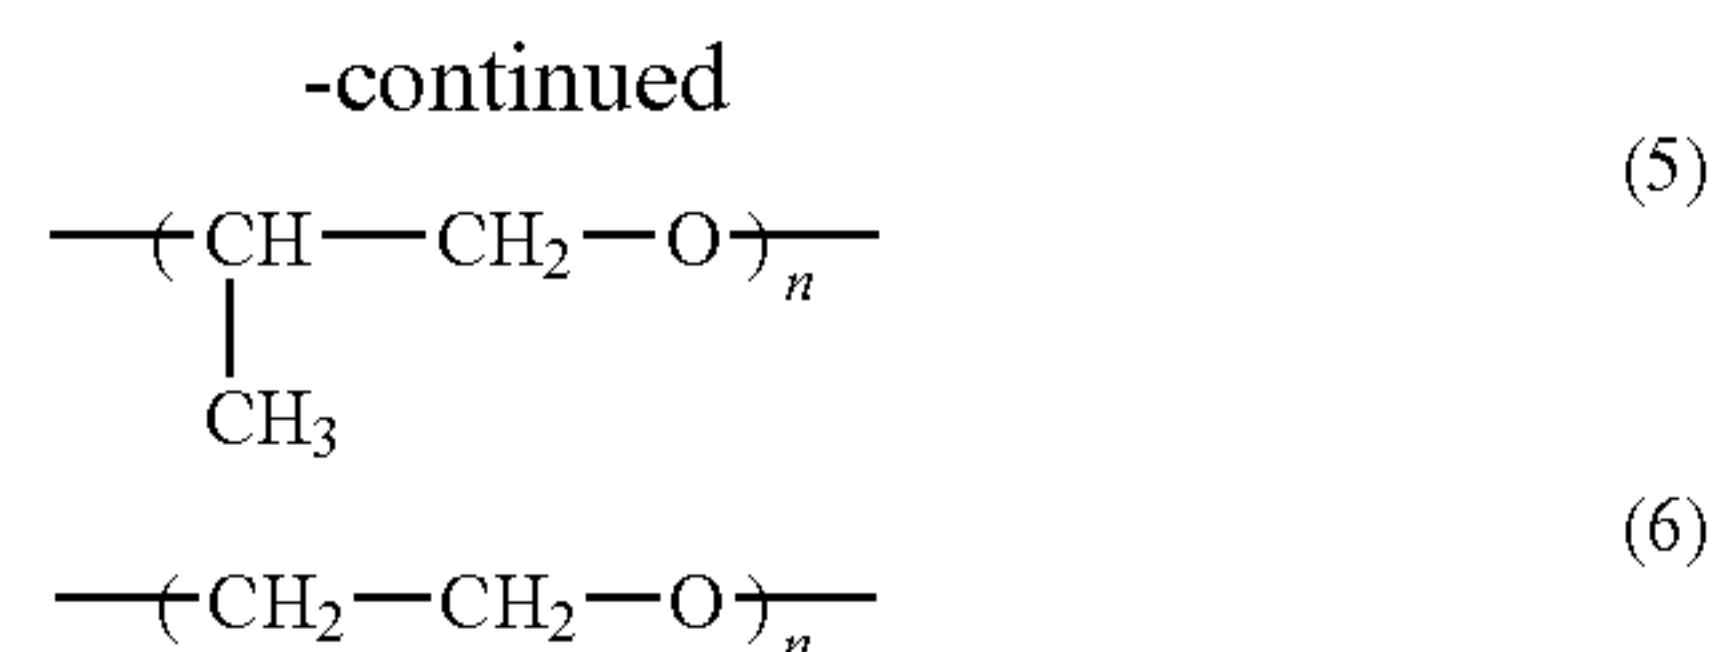 -continued
(5)
—(CH—CH₂—O)ₙ—
CH₃
(6)
—(CH₂—CH₂—O)ₙ—